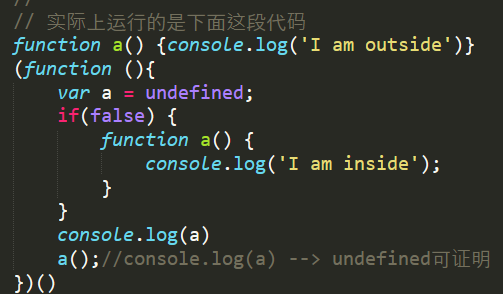 //
// 实际上运行的是下面这段代码
function a() {console.log('I am outside')}
(function (){
    var a = undefined;
    if(false) {
        function a() {
            console.log('I am inside');
        }
    }
    console.log(a)
    a();//console.log(a) --> undefined可证明
})()